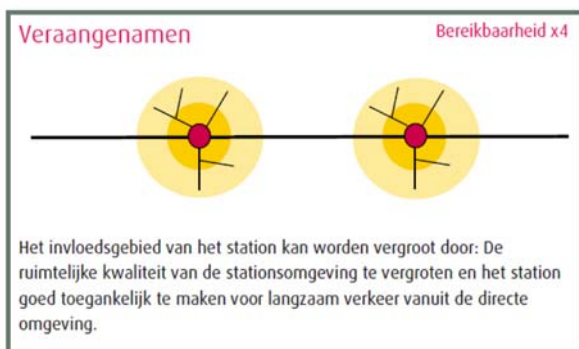 Veraangenamen
Bereikbaarheid x4
Het invloedsgebied van het station kan worden vergroot door: De
ruimtelijke kwaliteit van de stationsomgeving te vergroten en het station
goed toegankelijk te maken voor langzaam verkeer vanuit de directe
omgeving.